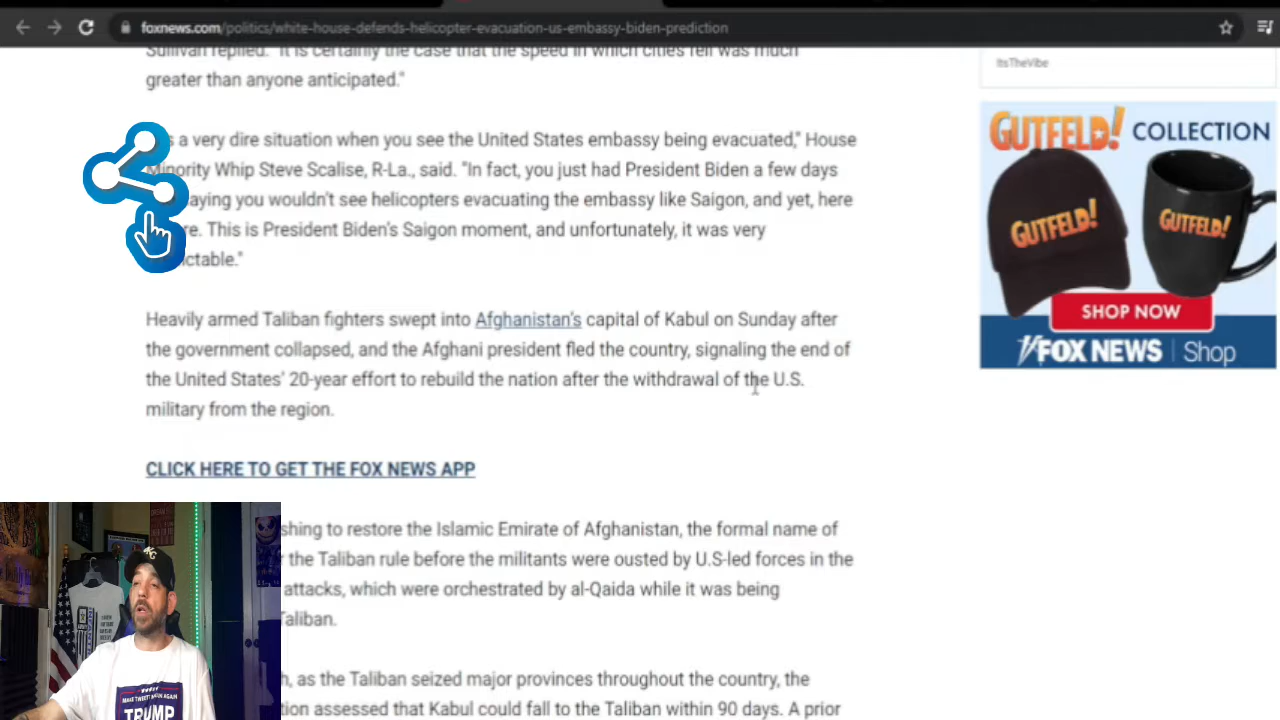 foxnews.com/politics/white-house-defends-helicopter-evacuation-us-embassy-biden-prediction
Sullivan replied. "It is certainly the case that the speed in which cities fell was much
greater than anyone anticipated."
ItsTheVibe
a very dire situation when you see the United States embassy being evacuated," House
Minority Whip Steve Scalise, R-La., said. "In fact, you just had President Biden a few days
saying you wouldn't see helicopters evacuating the embassy like Saigon, and yet, here
This is President Biden's Saigon moment, and unfortunately, it was very
GUTFELD! COLLECTION
GUTFELD!
GUTFELD!
SHOP NOW
FOX NEWS | Shop
Heavily armed Taliban fighters swept into Afghanistan's capital of Kabul on Sunday after
the government collapsed, and the Afghani president fled the country, signaling the end of
the United States' 20-year effort to rebuild the nation after the withdrawal of the U.S.
military from the region.
CLICK HERE TO GET THE FOX NEWS APP
shing to restore the Islamic Emirate of Afghanistan, the formal name of
r the Taliban rule before the militants were ousted by U.S-led forces in the
attacks, which were orchestrated by al-Qaida while it was being
Taliban.
h, as the Taliban seized major provinces throughout the country, the
tion assessed that Kabul could fall to the Taliban within 90 days. A prior
KC
TRUMP